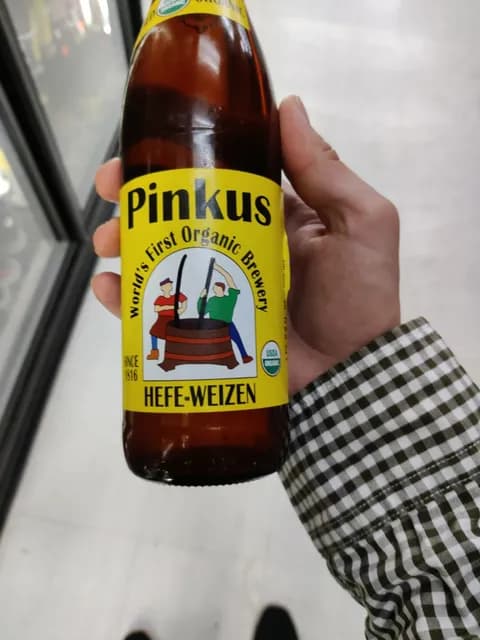 Pinkus
World's First Organic Brewery
SINCE
1816
USDA
ORGANIC
HEFE-WEIZEN